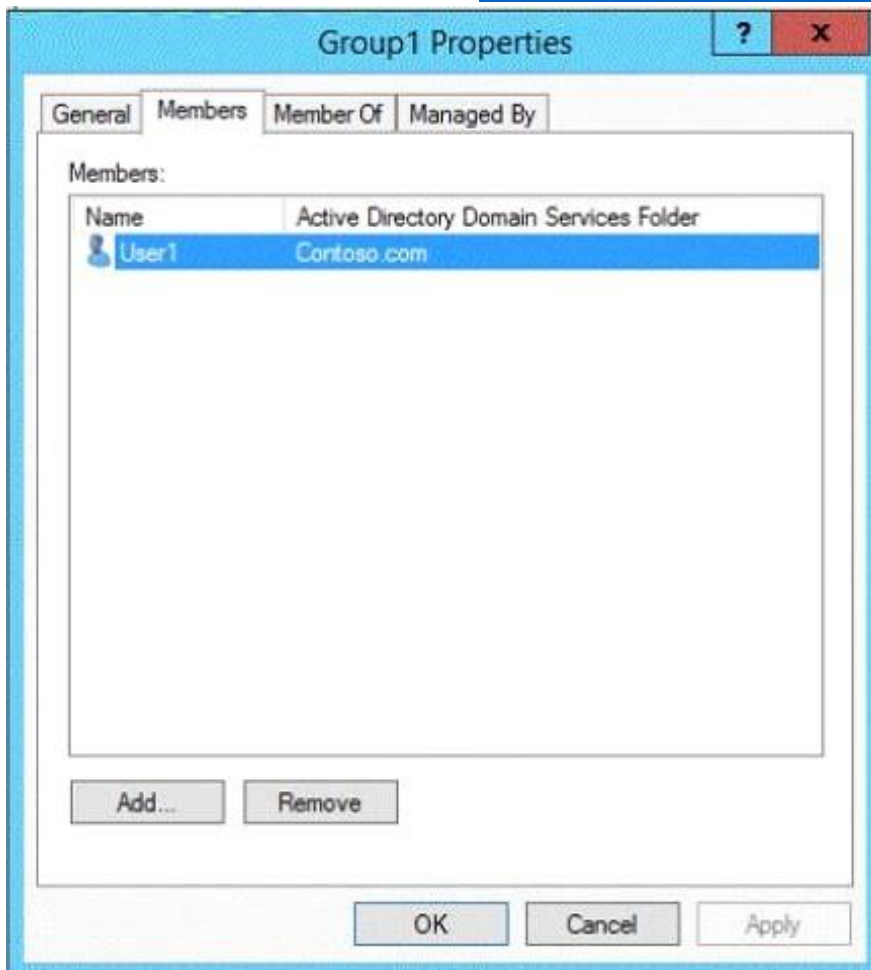 Group1 Properties
? x
General Members Member Of Managed By
Members:
Name Active Directory Domain Services Folder
User1 Contoso.com
Add... Remove
OK Cancel Apply